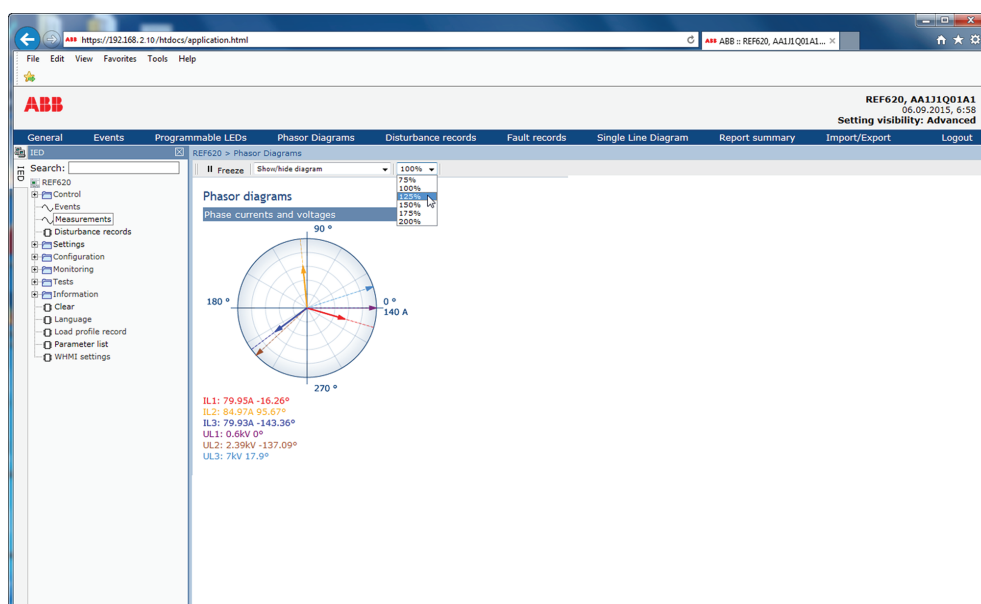 https://192.168.2.10/htdocs/application.html
ABB :: REF620, AA1J1Q01A1...
File Edit View Favorites Tools Help
ABB
REF620, AA1J1Q01A1
06.09.2015, 6:58
Setting visibility: Advanced
General Events Programmable LEDs Phasor Diagrams Disturbance records Fault records Single Line Diagram Report summary Import/Export Logout
IED
REF620 > Phasor Diagrams
IED
Search:
Freeze Show/hide diagram 100%
75%
100%
125%
150%
175%
200%
REF620
Control
Events
Measurements
Disturbance records
Settings
Configuration
Monitoring
Tests
Information
Clear
Language
Load profile record
Parameter list
WHMI settings
Phasor diagrams
Phase currents and voltages
90 °
180 °
0 °
140 A
270 °
IL1: 79.95A -16.26°
IL2: 84.97A 95.67°
IL3: 79.93A -143.36°
UL1: 0.6kV 0°
UL2: 2.39kV -137.09°
UL3: 7kV 17.9°